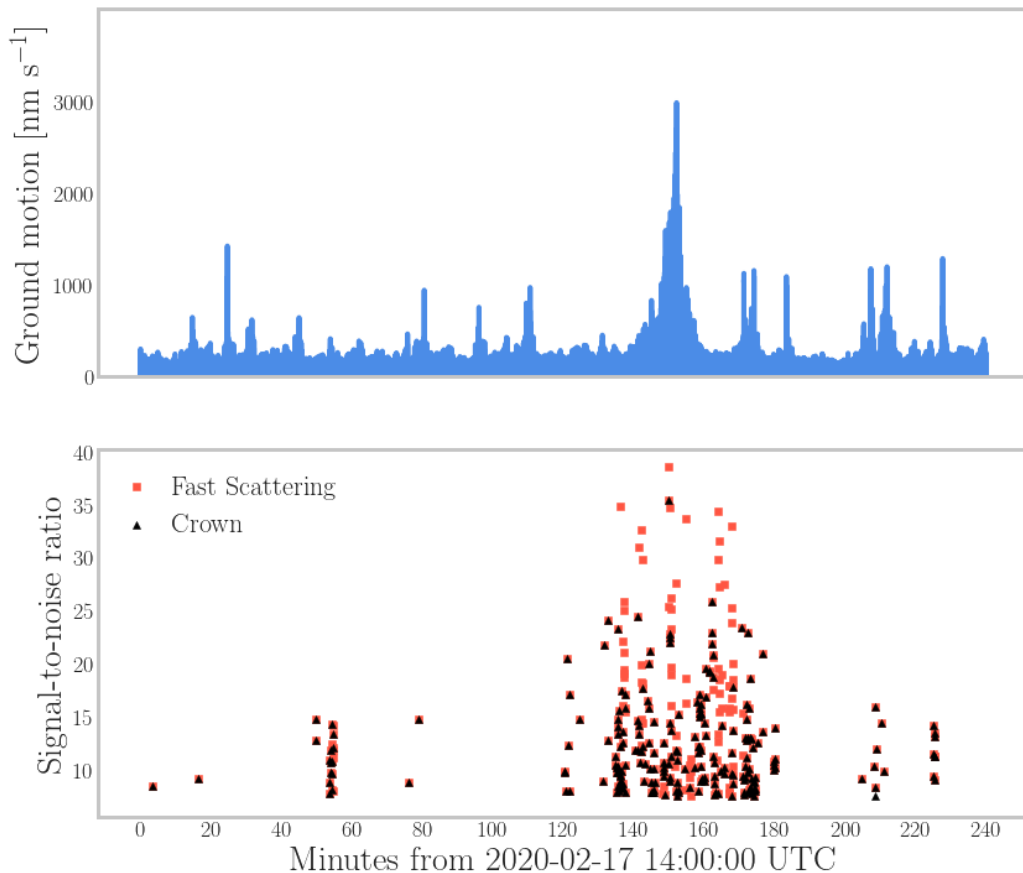 Ground motion [nm s⁻¹]
3000
2000
1000
0
Signal-to-noise ratio
40
35
30
25
20
15
10
Fast Scattering
Crown
0 20 40 60 80 100 120 140 160 180 200 220 240
Minutes from 2020-02-17 14:00:00 UTC